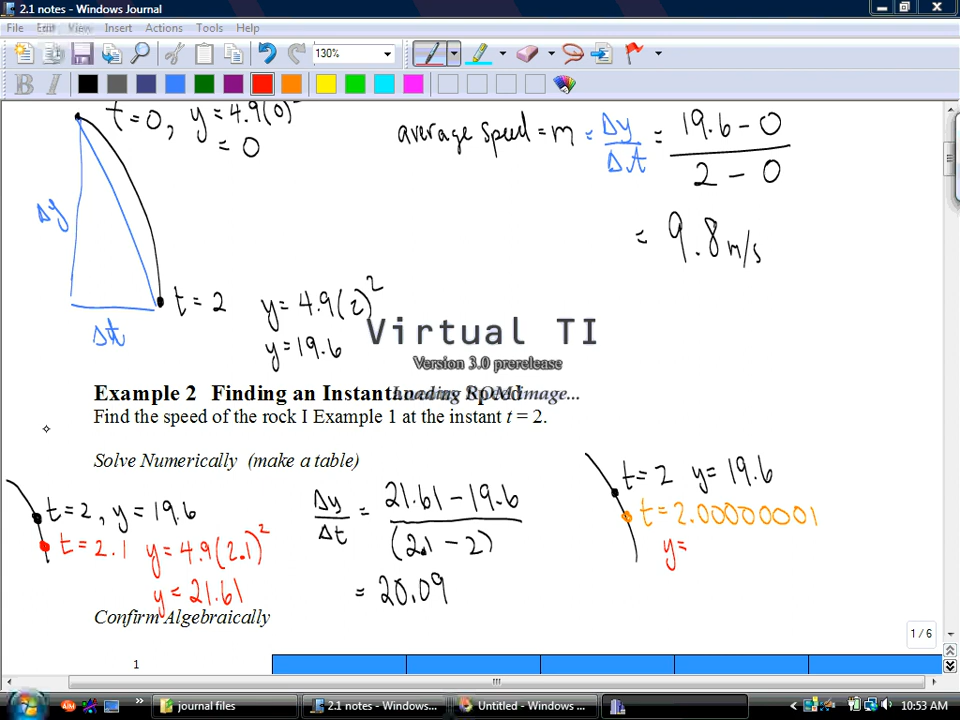 2.1 notes - Windows Journal
File Edit View Insert Actions Tools Help
130%
B I
t=0, y = 4.9(0)²
= 0
average speed = m = Δy/Δt = 19.6 - 0 / 2 - 0
= 9.8 m/s
Δy
Δt
t = 2 y = 4.9(2)²
y = 19.6
Virtual TI
Version 3.0 prerelease
Loading ROM image...
Example 2 Finding an Instantaneous Speed
Find the speed of the rock I Example 1 at the instant t = 2.
Solve Numerically (make a table)
t = 2, y = 19.6
t = 2.1 y = 4.9(2.1)²
y = 21.61
Δy/Δt = 21.61 - 19.6 / (2.1 - 2)
= 20.09
t = 2 y = 19.6
t = 2.00000001
y =
Confirm Algebraically
1 / 6
1
journal files
2.1 notes - Windows...
Untitled - Windows ...
10:53 AM